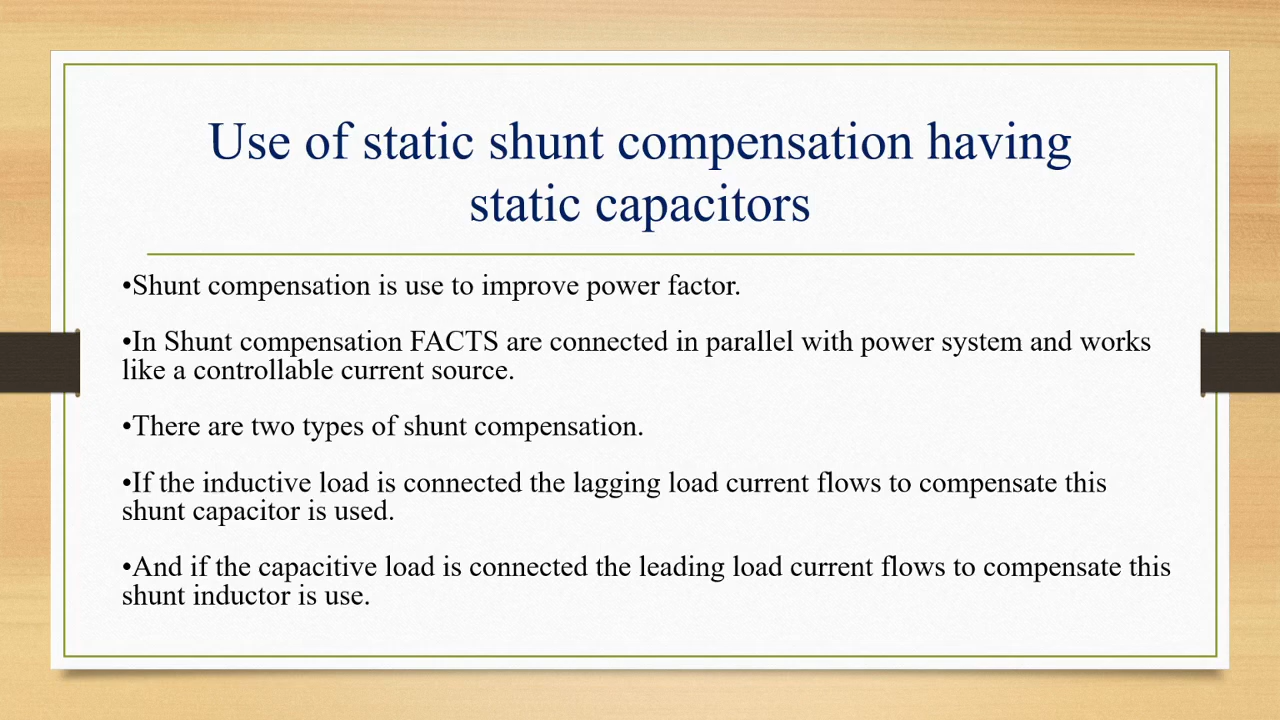 Use of static shunt compensation having
static capacitors
•Shunt compensation is use to improve power factor.
•In Shunt compensation FACTS are connected in parallel with power system and works
like a controllable current source.
•There are two types of shunt compensation.
•If the inductive load is connected the lagging load current flows to compensate this
shunt capacitor is used.
•And if the capacitive load is connected the leading load current flows to compensate this
shunt inductor is use.